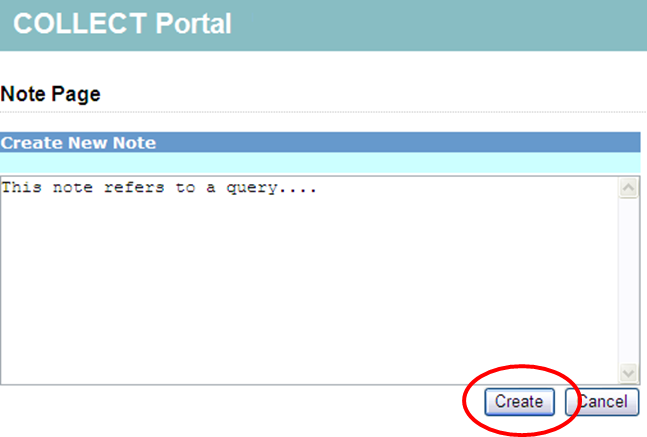 COLLECT Portal
Note Page
Create New Note
This note refers to a query....
Create Cancel